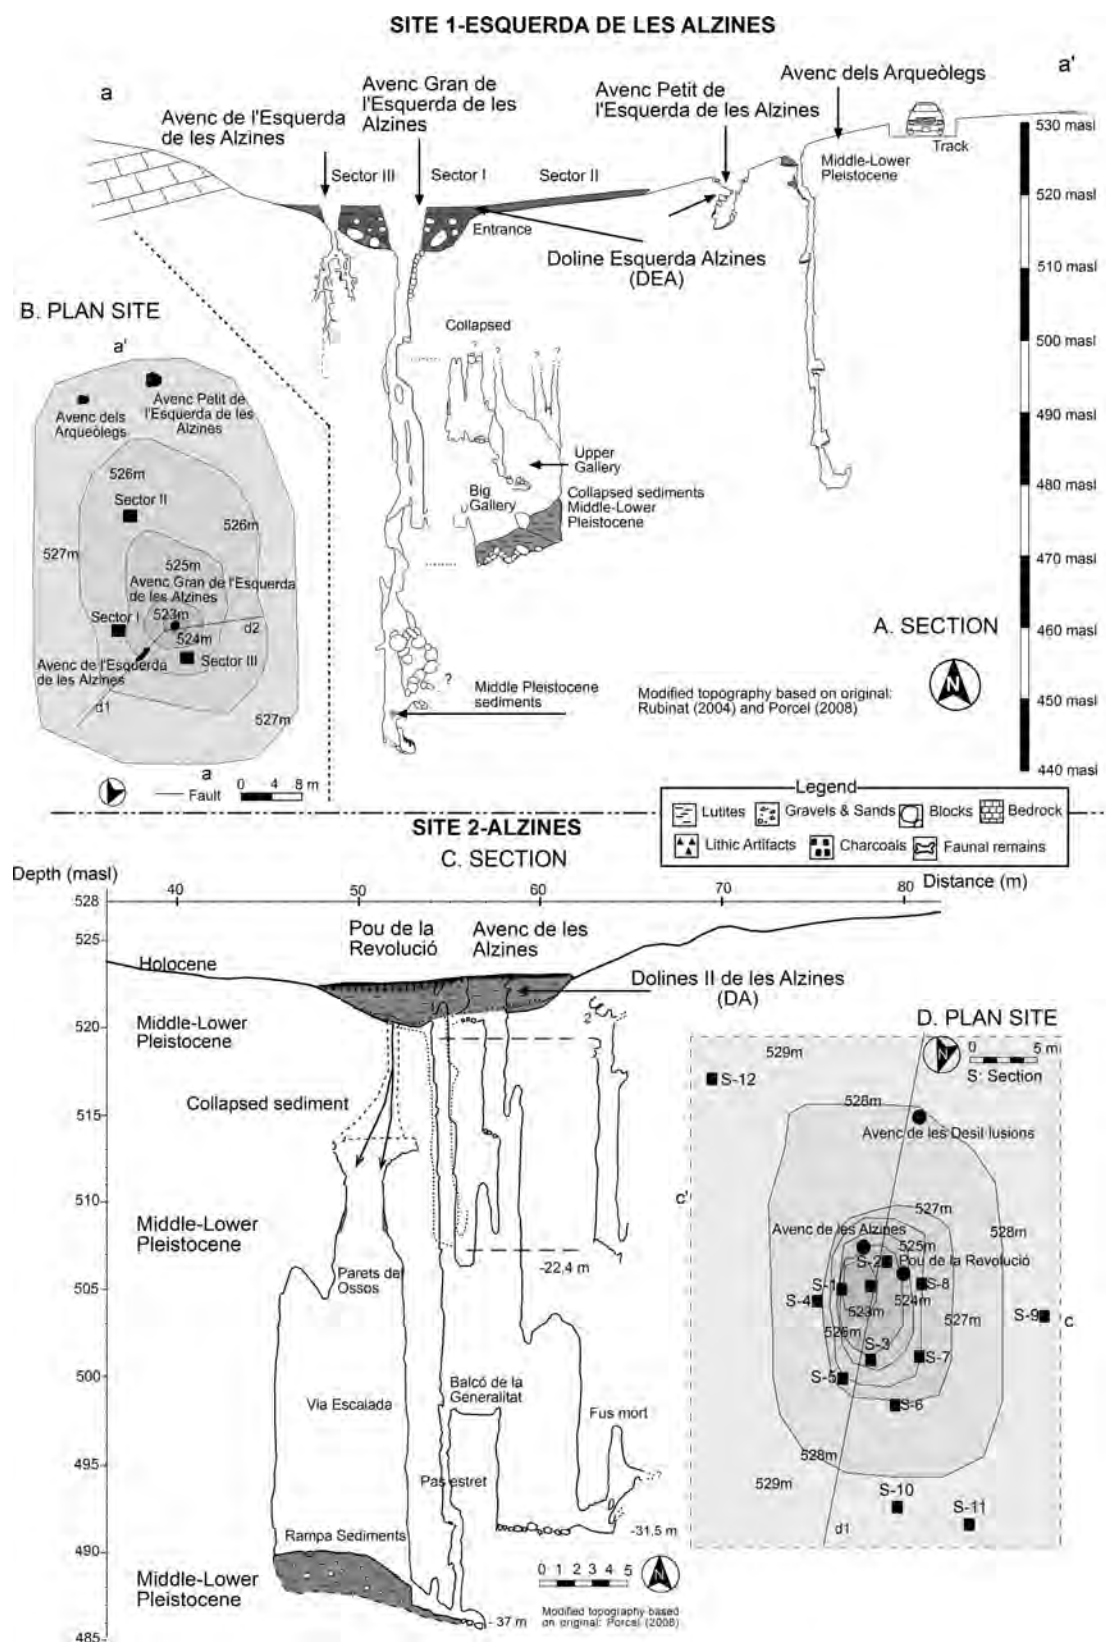 SITE 1-ESQUERDA DE LES ALZINES
a
a'
Avenc de l'Esquerda
de les Alzines
Avenc Gran de
l'Esquerda de les
Alzines
Avenc Petit de
l'Esquerda de les Alzines
Avenc dels Arqueòlegs
Sector III
Sector I
Sector II
Entrance
Doline Esquerda Alzines
(DEA)
Middle-Lower
Pleistocene
Track
530 masl
520 masl
510 masl
500 masl
490 masl
480 masl
470 masl
460 masl
450 masl
440 masl
Collapsed
Upper
Gallery
Big
Gallery
Collapsed sediments
Middle-Lower
Pleistocene
?
Middle Pleistocene
sediments
A. SECTION
N
Modified topography based on original:
Rubinat (2004) and Porcel (2008)
B. PLAN SITE
a'
Avenc dels
Arqueòlegs
Avenc Petit de
l'Esquerda de les
Alzines
526m
Sector II
526m
527m
525m
Avenc Gran de l'Esquerda
de les Alzines
523m
Sector I
524m
d2
Avenc de l'Esquerda
de les Alzines
Sector III
d1
527m
a
Fault
0 4 8 m
Legend
Lutites
Gravels & Sands
Blocks
Bedrock
Lithic Artifacts
Charcoals
Faunal remains
SITE 2-ALZINES
C. SECTION
Depth (masl)
40 50 60 70 80
Distance (m)
528
525
520
515
510
505
500
495
490
485
Holocene
Pou de la
Revolució
Avenc de les
Alzines
Dolines II de les Alzines
(DA)
Middle-Lower
Pleistocene
Collapsed sediment
Middle-Lower
Pleistocene
-22,4 m
Parets del
Ossos
Via Escalada
Balcó de la
Generalitat
Fus mort
Pas estret
Rampa Sediments
-31,5 m
Middle-Lower
Pleistocene
- 37 m
0 1 2 3 4 5
N
Modified topography based
on original: Porcel (2008)
D. PLAN SITE
N
0 5 m
S: Section
529m
S-12
528m
Avenc de les Desil·lusions
c'
527m
528m
Avenc de les Alzines
525m
S-2
Pou de la Revolució
S-1
S-8
S-4
523m
524m
527m
S-9
c
526m
S-3
S-7
S-5
S-6
528m
529m
S-10
S-11
d1